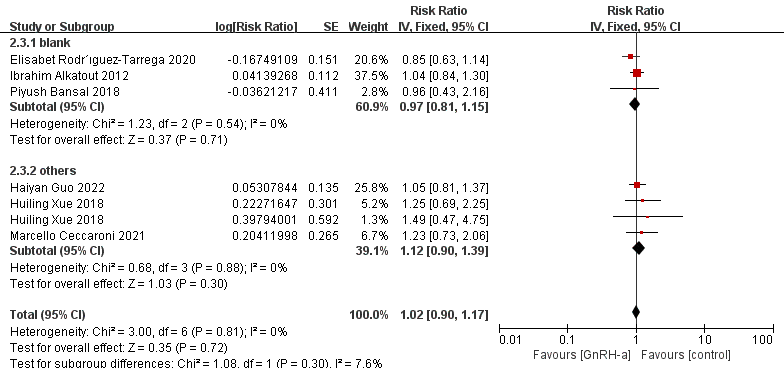 Risk Ratio Risk Ratio
Study or Subgroup log[Risk Ratio] SE Weight IV, Fixed, 95% CI IV, Fixed, 95% CI
2.3.1 blank
Elisabet Rodr´ıguez-Tarrega 2020 -0.16749109 0.151 20.6% 0.85 [0.63, 1.14]
Ibrahim Alkatout 2012 0.04139268 0.112 37.5% 1.04 [0.84, 1.30]
Piyush Bansal 2018 -0.03621217 0.411 2.8% 0.96 [0.43, 2.16]
Subtotal (95% CI) 60.9% 0.97 [0.81, 1.15]
Heterogeneity: Chi² = 1.23, df = 2 (P = 0.54); I² = 0%
Test for overall effect: Z = 0.37 (P = 0.71)
2.3.2 others
Haiyan Guo 2022 0.05307844 0.135 25.8% 1.05 [0.81, 1.37]
Huiling Xue 2018 0.22271647 0.301 5.2% 1.25 [0.69, 2.25]
Huiling Xue 2018 0.39794001 0.592 1.3% 1.49 [0.47, 4.75]
Marcello Ceccaroni 2021 0.20411998 0.265 6.7% 1.23 [0.73, 2.06]
Subtotal (95% CI) 39.1% 1.12 [0.90, 1.39]
Heterogeneity: Chi² = 0.68, df = 3 (P = 0.88); I² = 0%
Test for overall effect: Z = 1.03 (P = 0.30)
Total (95% CI) 100.0% 1.02 [0.90, 1.17]
Heterogeneity: Chi² = 3.00, df = 6 (P = 0.81); I² = 0%
Test for overall effect: Z = 0.35 (P = 0.72)
Test for subgroup differences: Chi² = 1.08, df = 1 (P = 0.30), I² = 7.6%
0.01 0.1 1 10 100
Favours [GnRH-a] Favours [control]